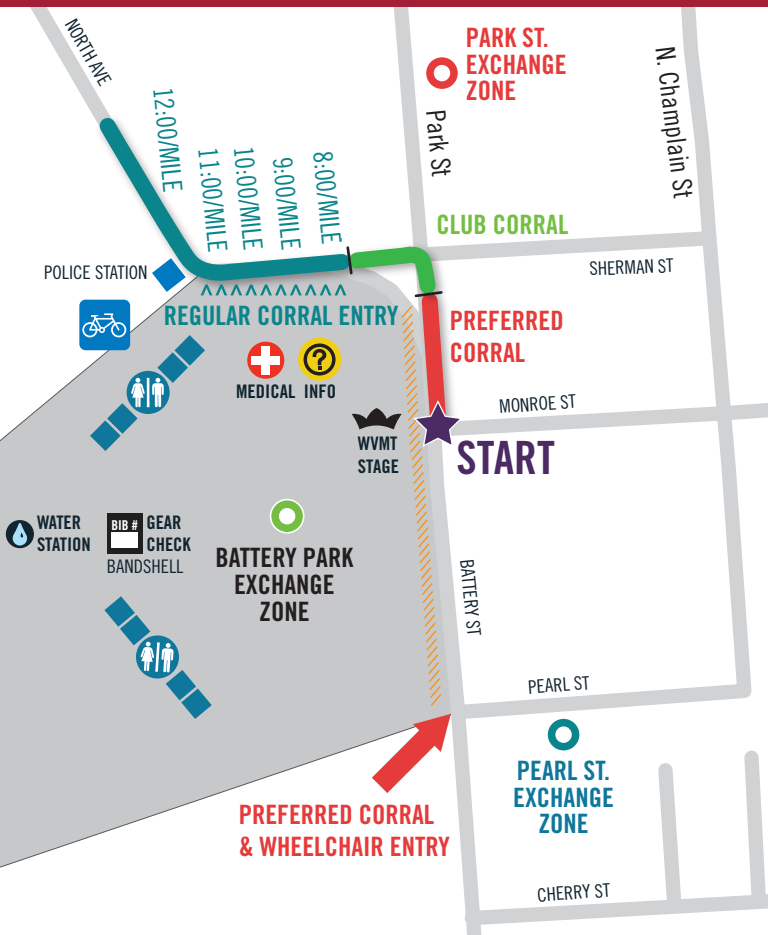 NORTH AVE
PARK ST.
EXCHANGE
ZONE
N. Champlain St
Park St
12:00/MILE
11:00/MILE
10:00/MILE
9:00/MILE
8:00/MILE
CLUB CORRAL
SHERMAN ST
POLICE STATION
REGULAR CORRAL ENTRY
PREFERRED
CORRAL
MEDICAL
?
INFO
MONROE ST
WVMT
STAGE
START
WATER
STATION
BIB #
GEAR
CHECK
BANDSHELL
BATTERY PARK
EXCHANGE
ZONE
BATTERY ST
PEARL ST
PEARL ST.
EXCHANGE
ZONE
PREFERRED CORRAL
& WHEELCHAIR ENTRY
CHERRY ST